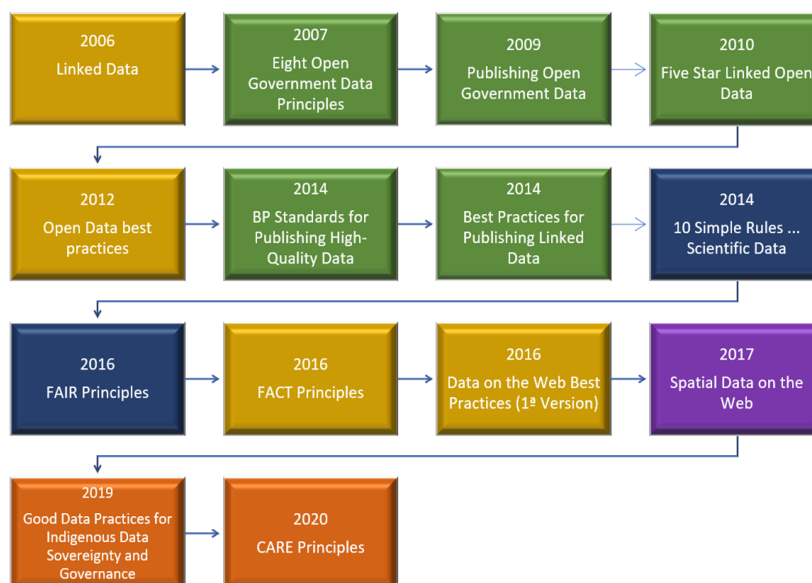 2006
Linked Data
2007
Eight Open
Government Data
Principles
2009
Publishing Open
Government Data
2010
Five Star Linked Open
Data
2012
Open Data best
practices
2014
BP Standards for
Publishing High-
Quality Data
2014
Best Practices for
Publishing Linked
Data
2014
10 Simple Rules ...
Scientific Data
2016
FAIR Principles
2016
FACT Principles
2016
Data on the Web Best
Practices (1ª Version)
2017
Spatial Data on the
Web
2019
Good Data Practices for
Indigenous Data
Sovereignty and
Governance
2020
CARE Principles